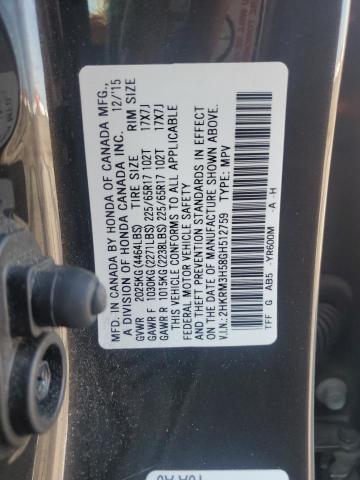 MFD. IN CANADA BY HONDA OF CANADA MFG.,
A DIVISION OF HONDA CANADA INC. 12/15
TIRE SIZE RIM SIZE
GVWR 2025KG(4464LBS)
GAWR F 1030KG(2271LBS) 225/65R17 102T 17X7J
GAWR R 1015KG(2238LBS) 225/65R17 102T 17X7J
THIS VEHICLE CONFORMS TO ALL APPLICABLE
FEDERAL MOTOR VEHICLE SAFETY
AND THEFT PREVENTION STANDARDS IN EFFECT
ON THE DATE OF MANUFACTURE SHOWN ABOVE.
V.I.N.: 2HKRM3H58GH512759 TYPE: MPV
TFF G AB5 -YR600M -A -H